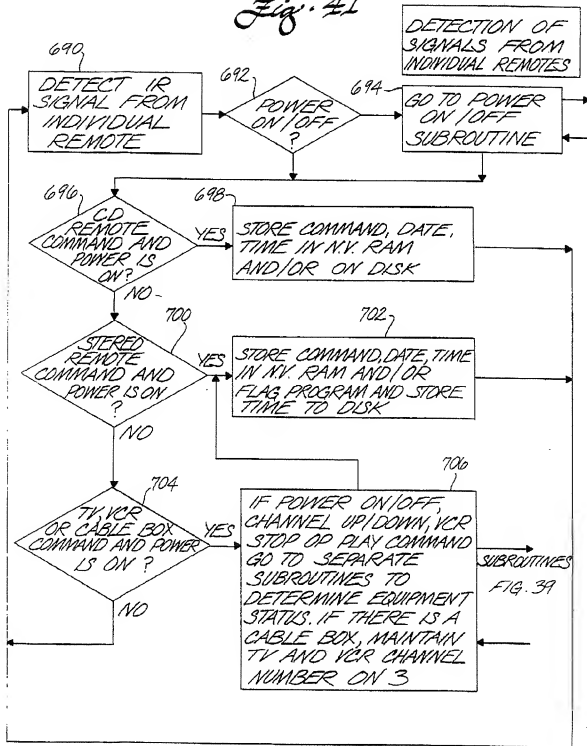 Fig. 41
DETECTION OF
SIGNALS FROM
INDIVIDUAL REMOTES
690
DETECT IR
SIGNAL FROM
INDIVIDUAL
REMOTE
692
POWER
ON/OFF
?
694
GO TO POWER
ON/OFF
SUBROUTINE
696
CD
REMOTE
COMMAND AND
POWER IS
ON?
YES
NO
698
STORE COMMAND, DATE,
TIME IN N.V. RAM
AND/OR ON DISK
700
STEREO
REMOTE
COMMAND AND
POWER IS ON
?
YES
NO
702
STORE COMMAND, DATE, TIME
IN N.V. RAM AND/OR
FLAG PROGRAM AND STORE
TIME TO DISK
704
TV, VCR
OR CABLE BOX
COMMAND AND POWER
IS ON ?
YES
NO
706
IF POWER ON/OFF,
CHANNEL UP/DOWN, VCR
STOP OP PLAY COMMAND
GO TO SEPARATE
SUBROUTINES TO
DETERMINE EQUIPMENT
STATUS. IF THERE IS A
CABLE BOX, MAINTAIN
TV AND VCR CHANNEL
NUMBER ON 3
SUBROUTINES
FIG. 39